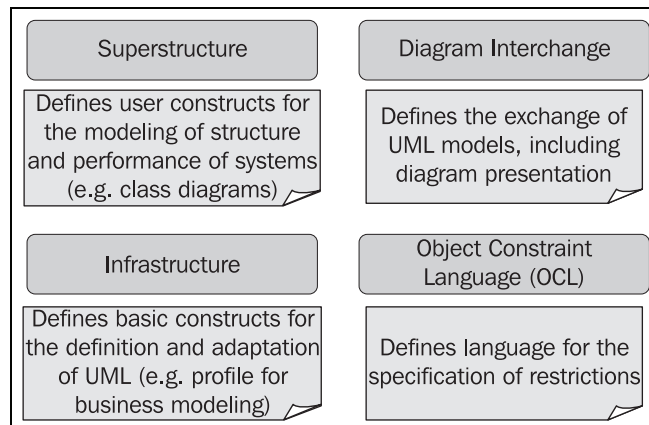 Superstructure
Defines user constructs for
the modeling of structure
and performance of systems
(e.g. class diagrams)
Diagram Interchange
Defines the exchange of
UML models, including
diagram presentation
Infrastructure
Defines basic constructs for
the definition and adaptation
of UML (e.g. profile for
business modeling)
Object Constraint
Language (OCL)
Defines language for the
specification of restrictions